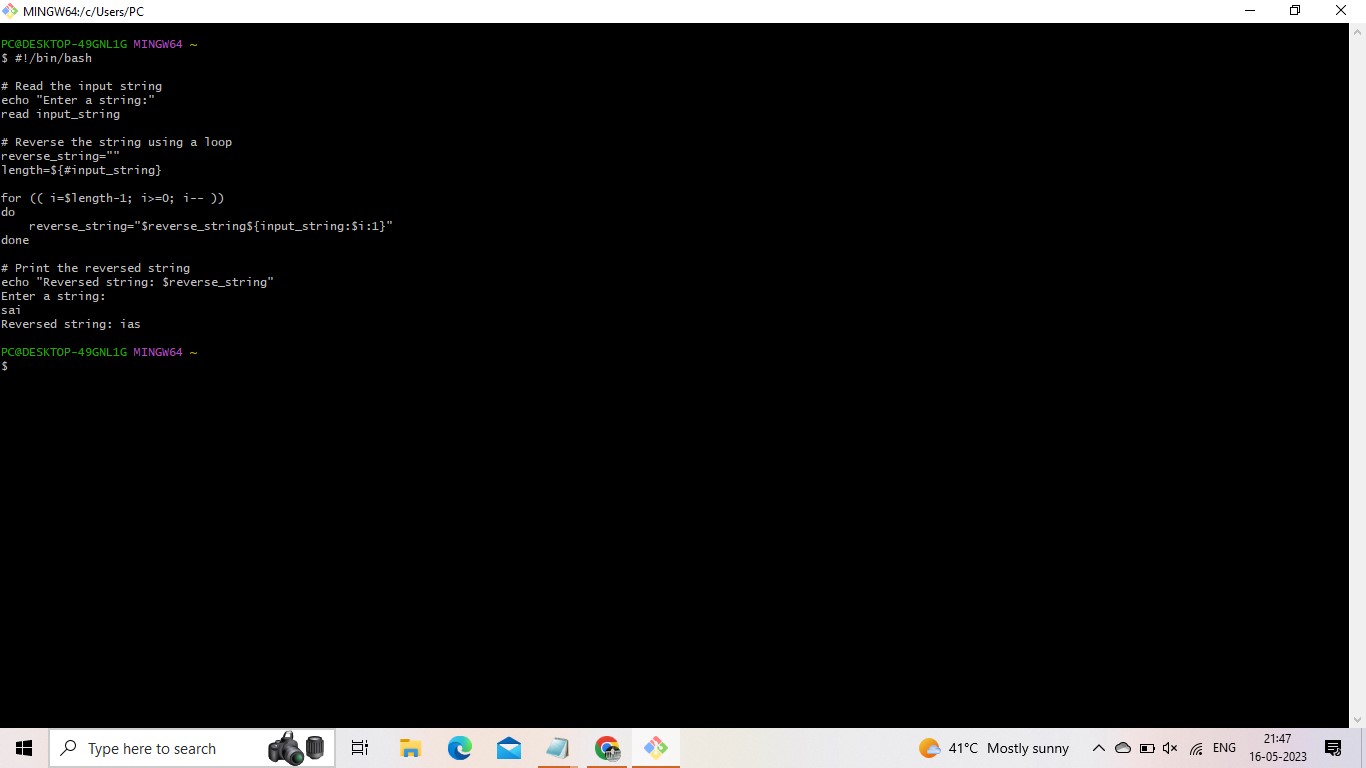 MINGW64:/c/Users/PC
PC@DESKTOP-49GNL1G MINGW64 ~
$ #!/bin/bash
# Read the input string
echo "Enter a string:"
read input_string
# Reverse the string using a loop
reverse_string=""
length=${#input_string}
for (( i=$length-1; i>=0; i-- ))
do
    reverse_string="$reverse_string${input_string:$i:1}"
done
# Print the reversed string
echo "Reversed string: $reverse_string"
Enter a string:
sai
Reversed string: ias
PC@DESKTOP-49GNL1G MINGW64 ~
$
Type here to search
41°C Mostly sunny
ENG
21:47
16-05-2023